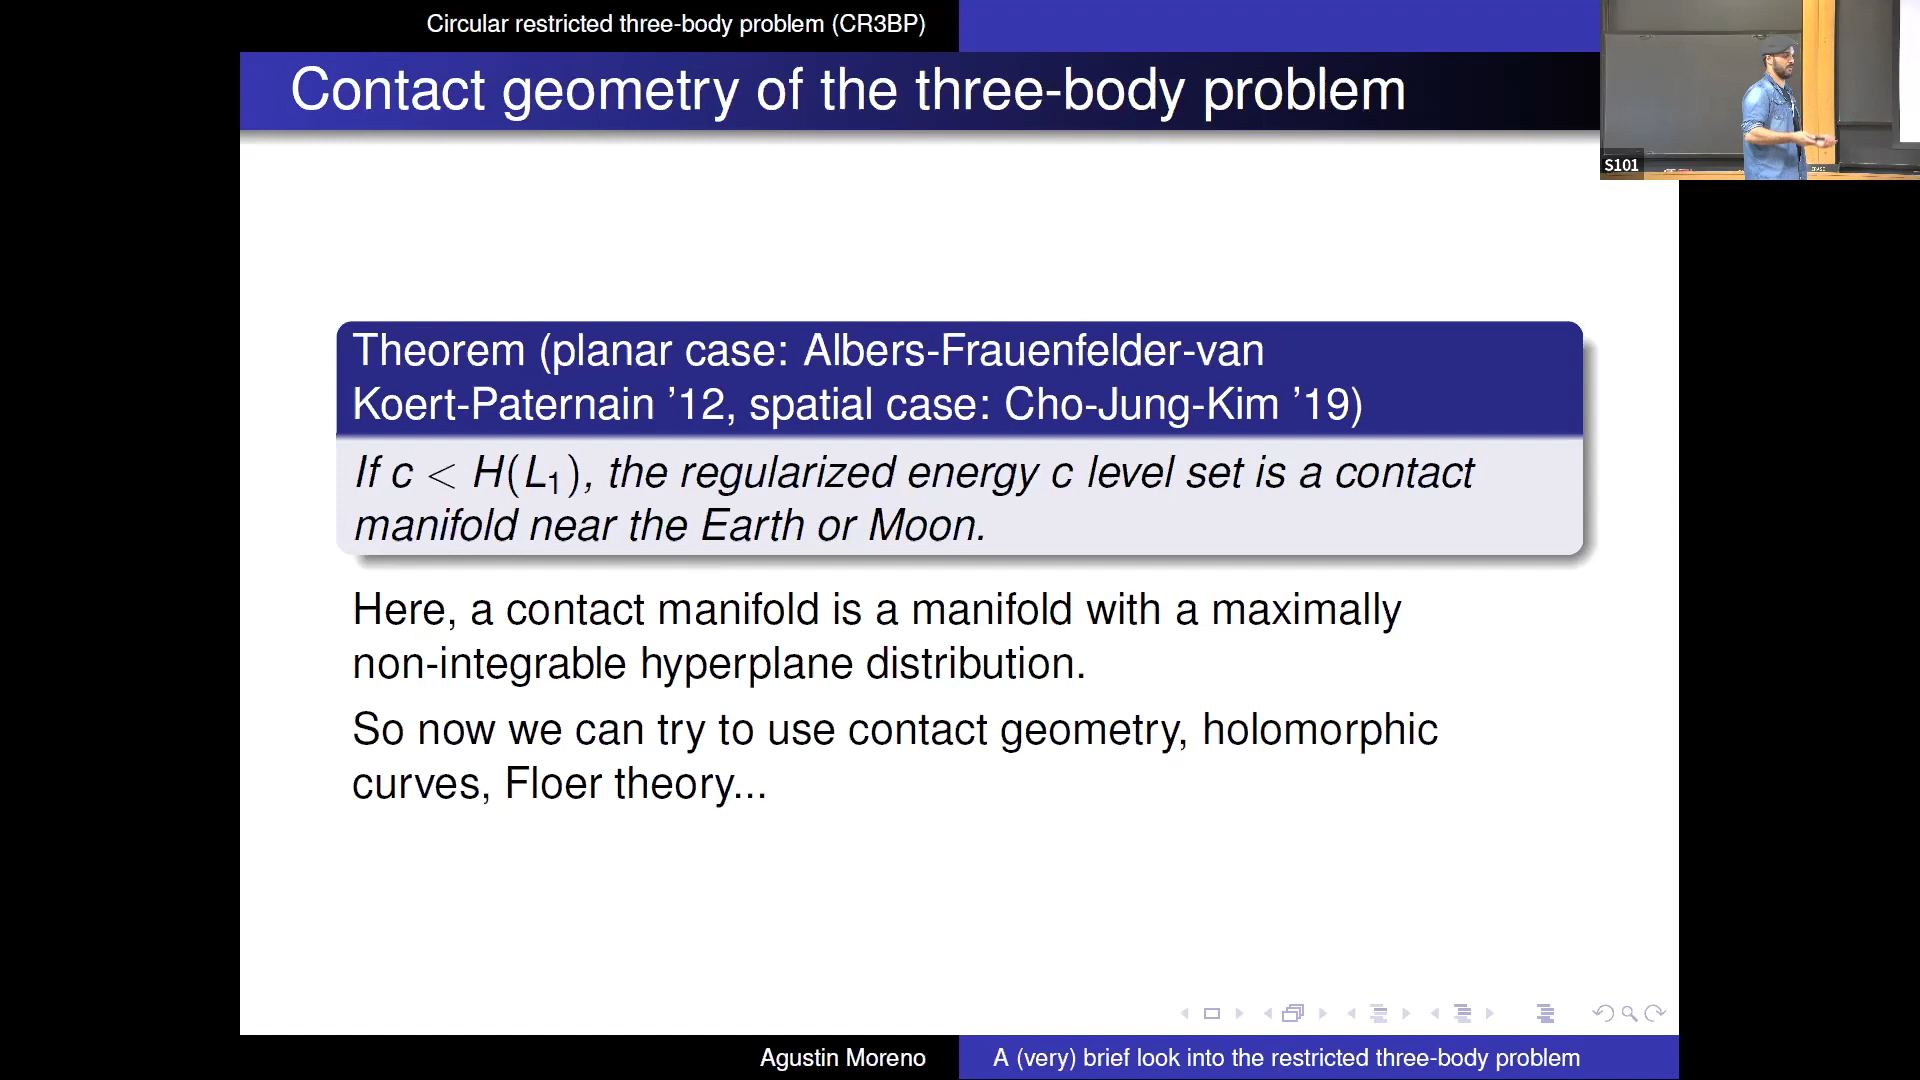 Circular restricted three-body problem (CR3BP)
Contact geometry of the three-body problem
S101
Theorem (planar case: Albers-Frauenfelder-van
Koert-Paternain ’12, spatial case: Cho-Jung-Kim ’19)
If c < H(L₁), the regularized energy c level set is a contact
manifold near the Earth or Moon.
Here, a contact manifold is a manifold with a maximally
non-integrable hyperplane distribution.
So now we can try to use contact geometry, holomorphic
curves, Floer theory...
Agustin Moreno
A (very) brief look into the restricted three-body problem